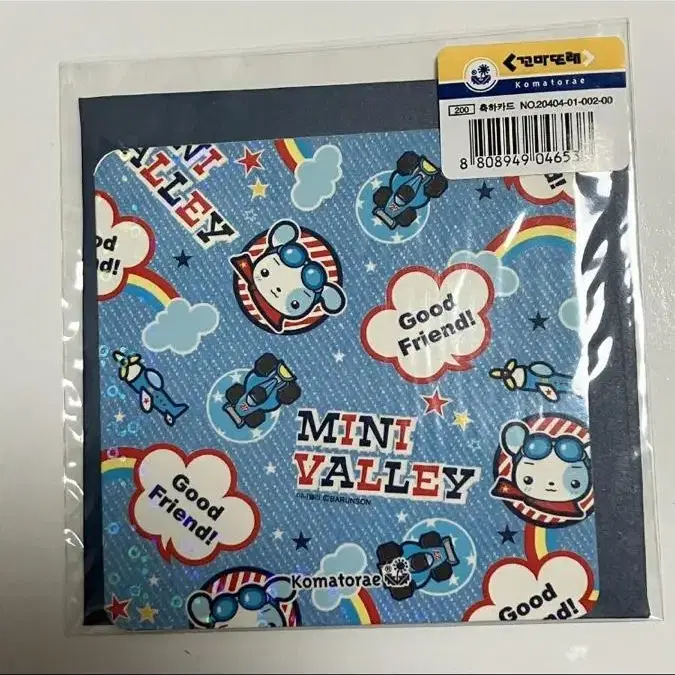 <꼬마또래>
Komatorae
200 축하카드 NO.20404-01-002-00
8 808949 04653
MINI
VALLEY
Good
Friend!
Good
Friend!
MINI
VALLEY
©BARUNSON
Good
Friend!
Komatorae
Good
Friend!